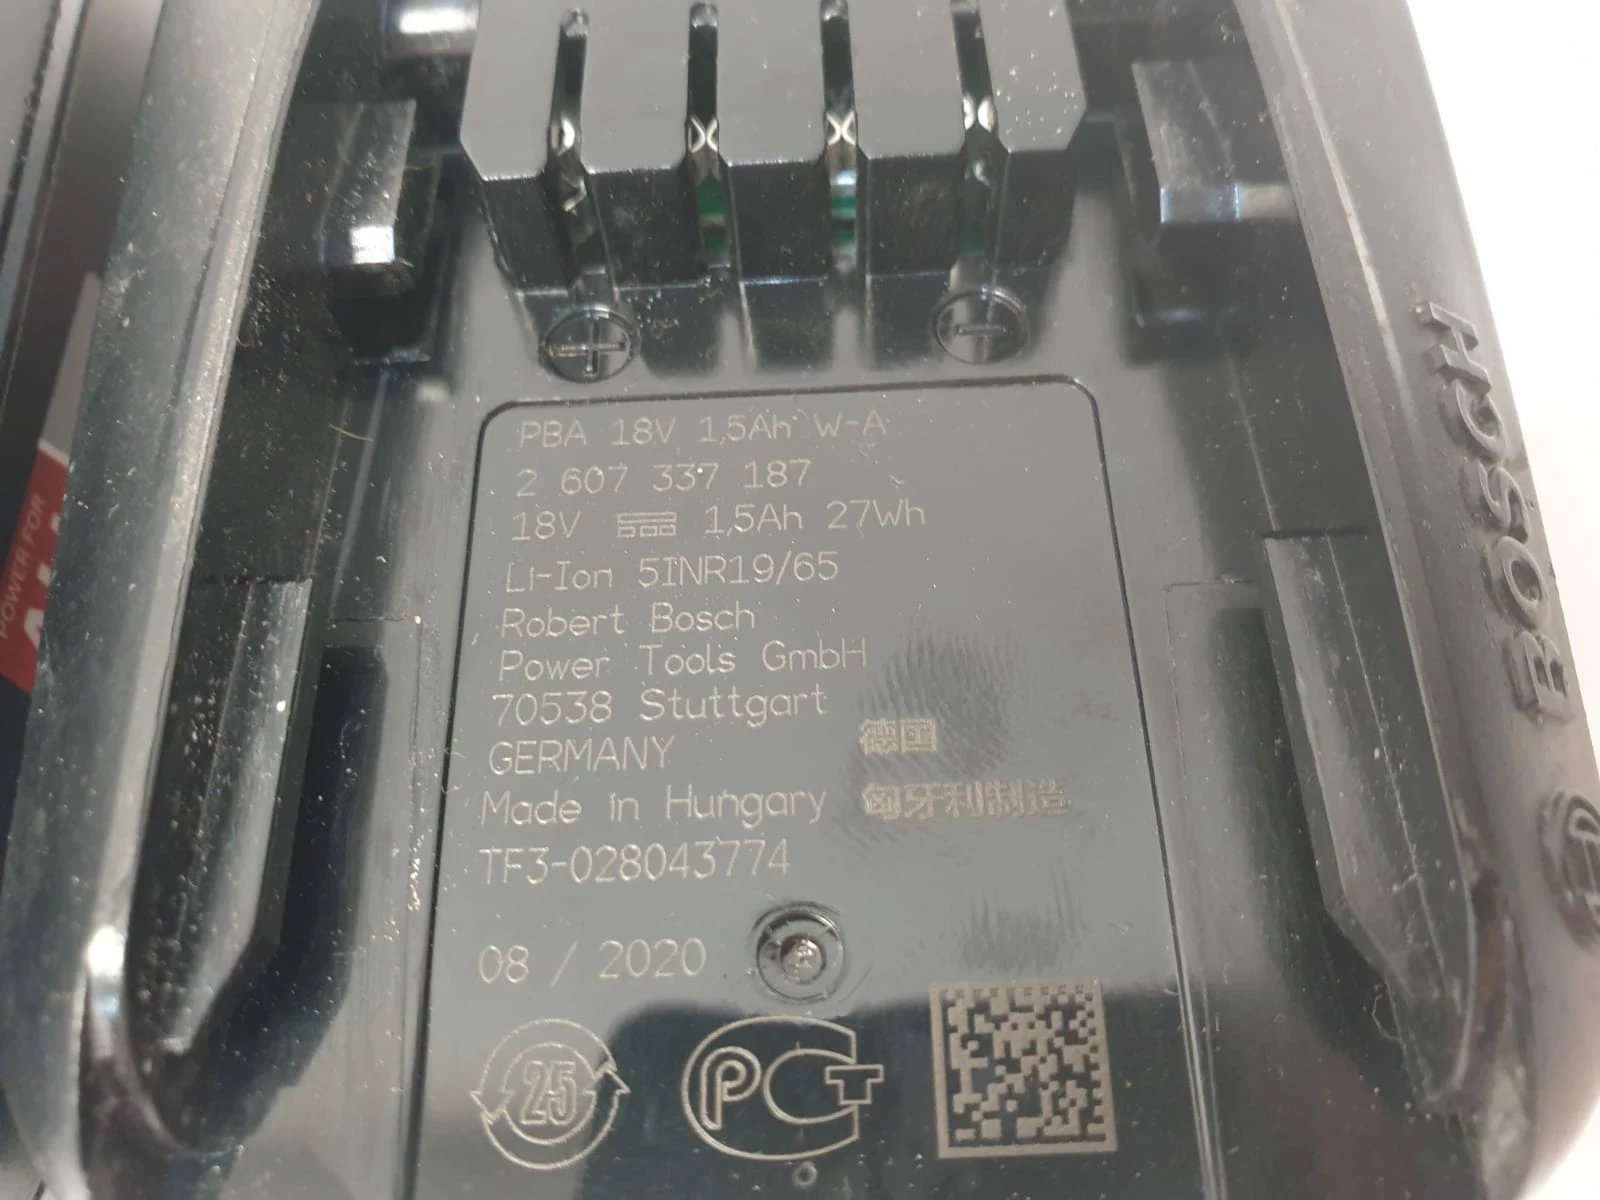 + -
PBA 18V 1,5Ah W-A
2 607 337 187
18V 1,5Ah 27Wh
Li-Ion 5INR19/65
Robert Bosch
Power Tools GmbH
70538 Stuttgart
GERMANY 德国
Made in Hungary 匈牙利制造
TF3-028043774
08 / 2020
25
PCT
BOSCH
POWER FOR